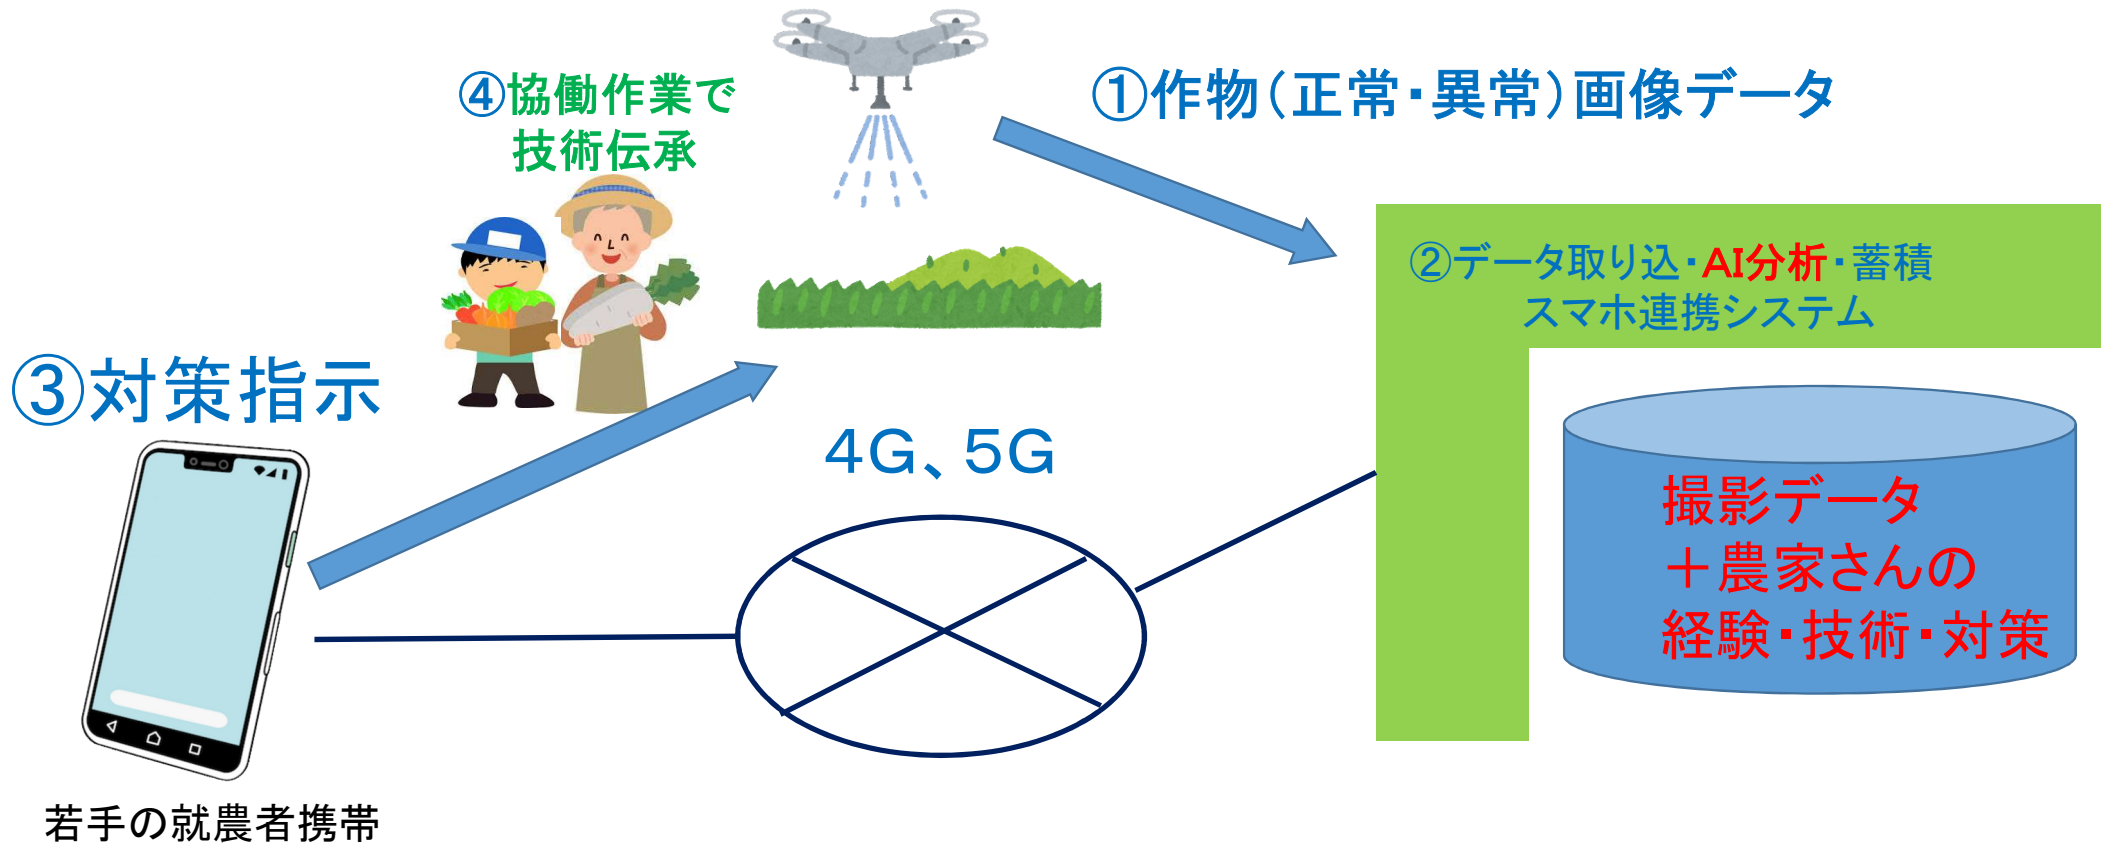 ④協働作業で
技術伝承
①作物（正常・異常）画像データ
②データ取り込・AI分析・蓄積
スマホ連携システム
③対策指示
4G、5G
撮影データ
＋農家さんの
経験・技術・対策
若手の就農者携帯